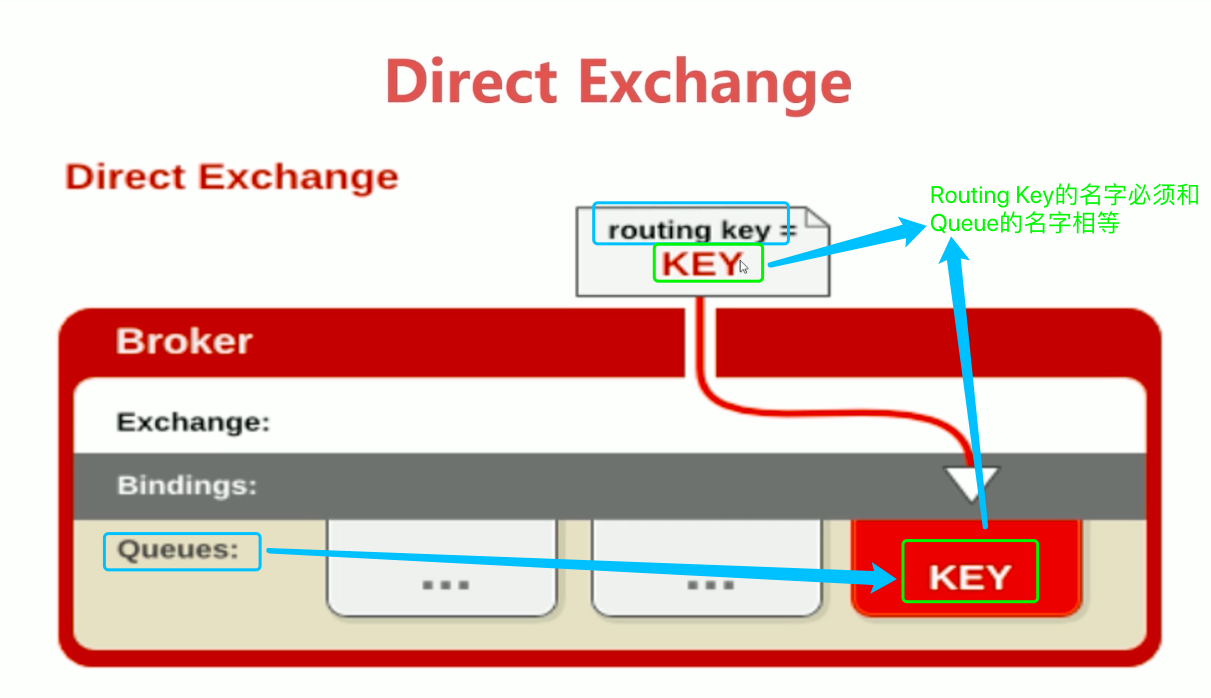 Direct Exchange
Direct Exchange
Routing Key的名字必须和
Queue的名字相等
routing key =
KEY
Broker
Exchange:
Bindings:
Queues:
...
...
KEY